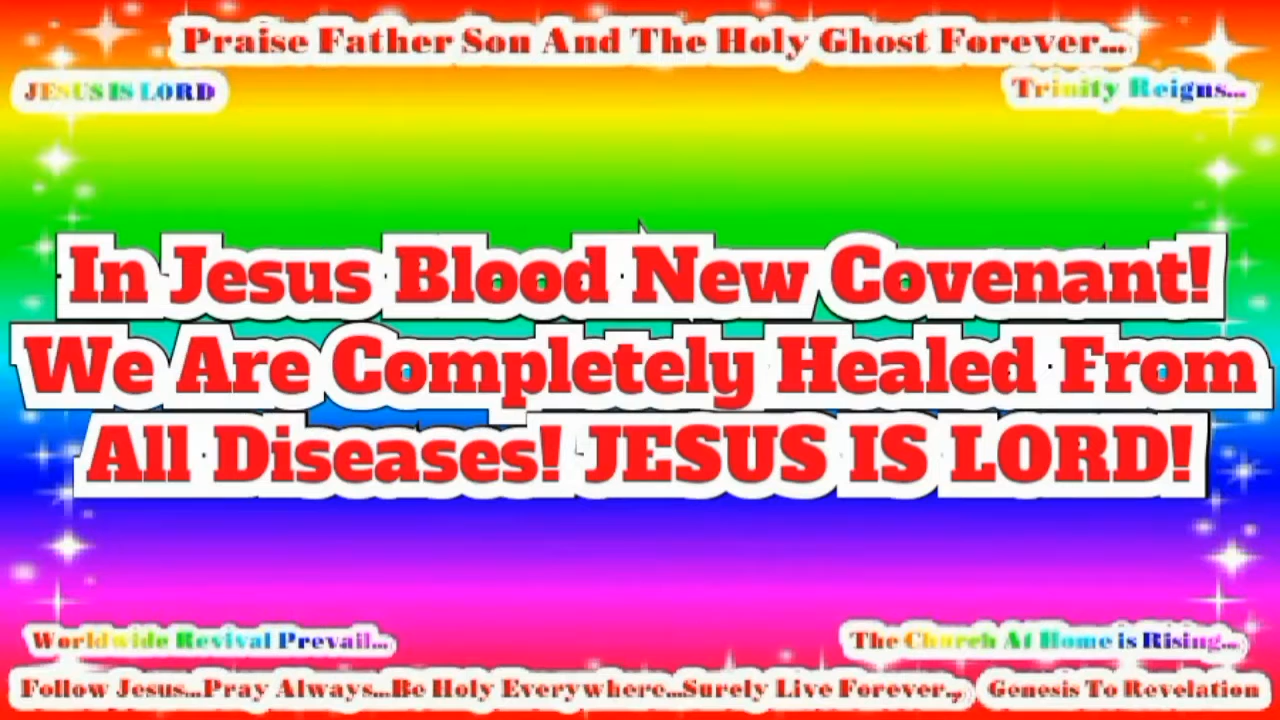 Praise Father Son And The Holy Ghost Forever...
JESUS IS LORD
Trinity Reigns...
In Jesus Blood New Covenant!
We Are Completely Healed From
All Diseases! JESUS IS LORD!
Worldwide Revival Prevail...
The Church At Home is Rising...
Follow Jesus...Pray Always...Be Holy Everywhere...Surely Live Forever...
Genesis To Revelation